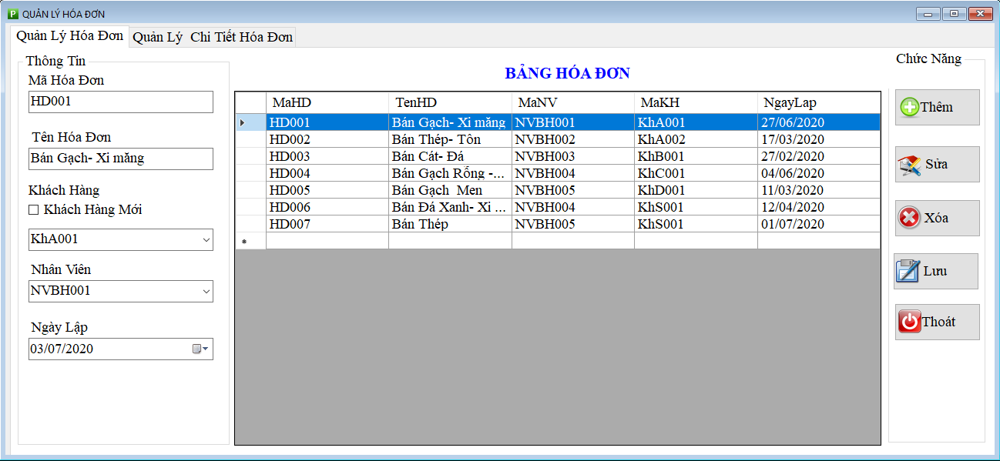 QUẢN LÝ HÓA ĐƠN
Quản Lý Hóa Đơn Quản Lý Chi Tiết Hóa Đơn
Thông Tin
Mã Hóa Đơn
HD001
Tên Hóa Đơn
Bán Gạch- Xi măng
Khách Hàng
Khách Hàng Mới
KhA001
Nhân Viên
NVBH001
Ngày Lập
03/07/2020
BẢNG HÓA ĐƠN
MaHD TenHD MaNV MaKH NgayLap
HD001 Bán Gạch- Xi măng NVBH001 KhA001 27/06/2020
HD002 Bán Thép- Tôn NVBH002 KhA002 17/03/2020
HD003 Bán Cát- Đá NVBH003 KhB001 27/02/2020
HD004 Bán Gạch Rỗng -... NVBH004 KhC001 04/06/2020
HD005 Bán Gạch Men NVBH005 KhD001 11/03/2020
HD006 Bán Đá Xanh- Xi ... NVBH004 KhS001 12/04/2020
HD007 Bán Thép NVBH005 KhS001 01/07/2020
Chức Năng
Thêm
Sửa
Xóa
Lưu
Thoát